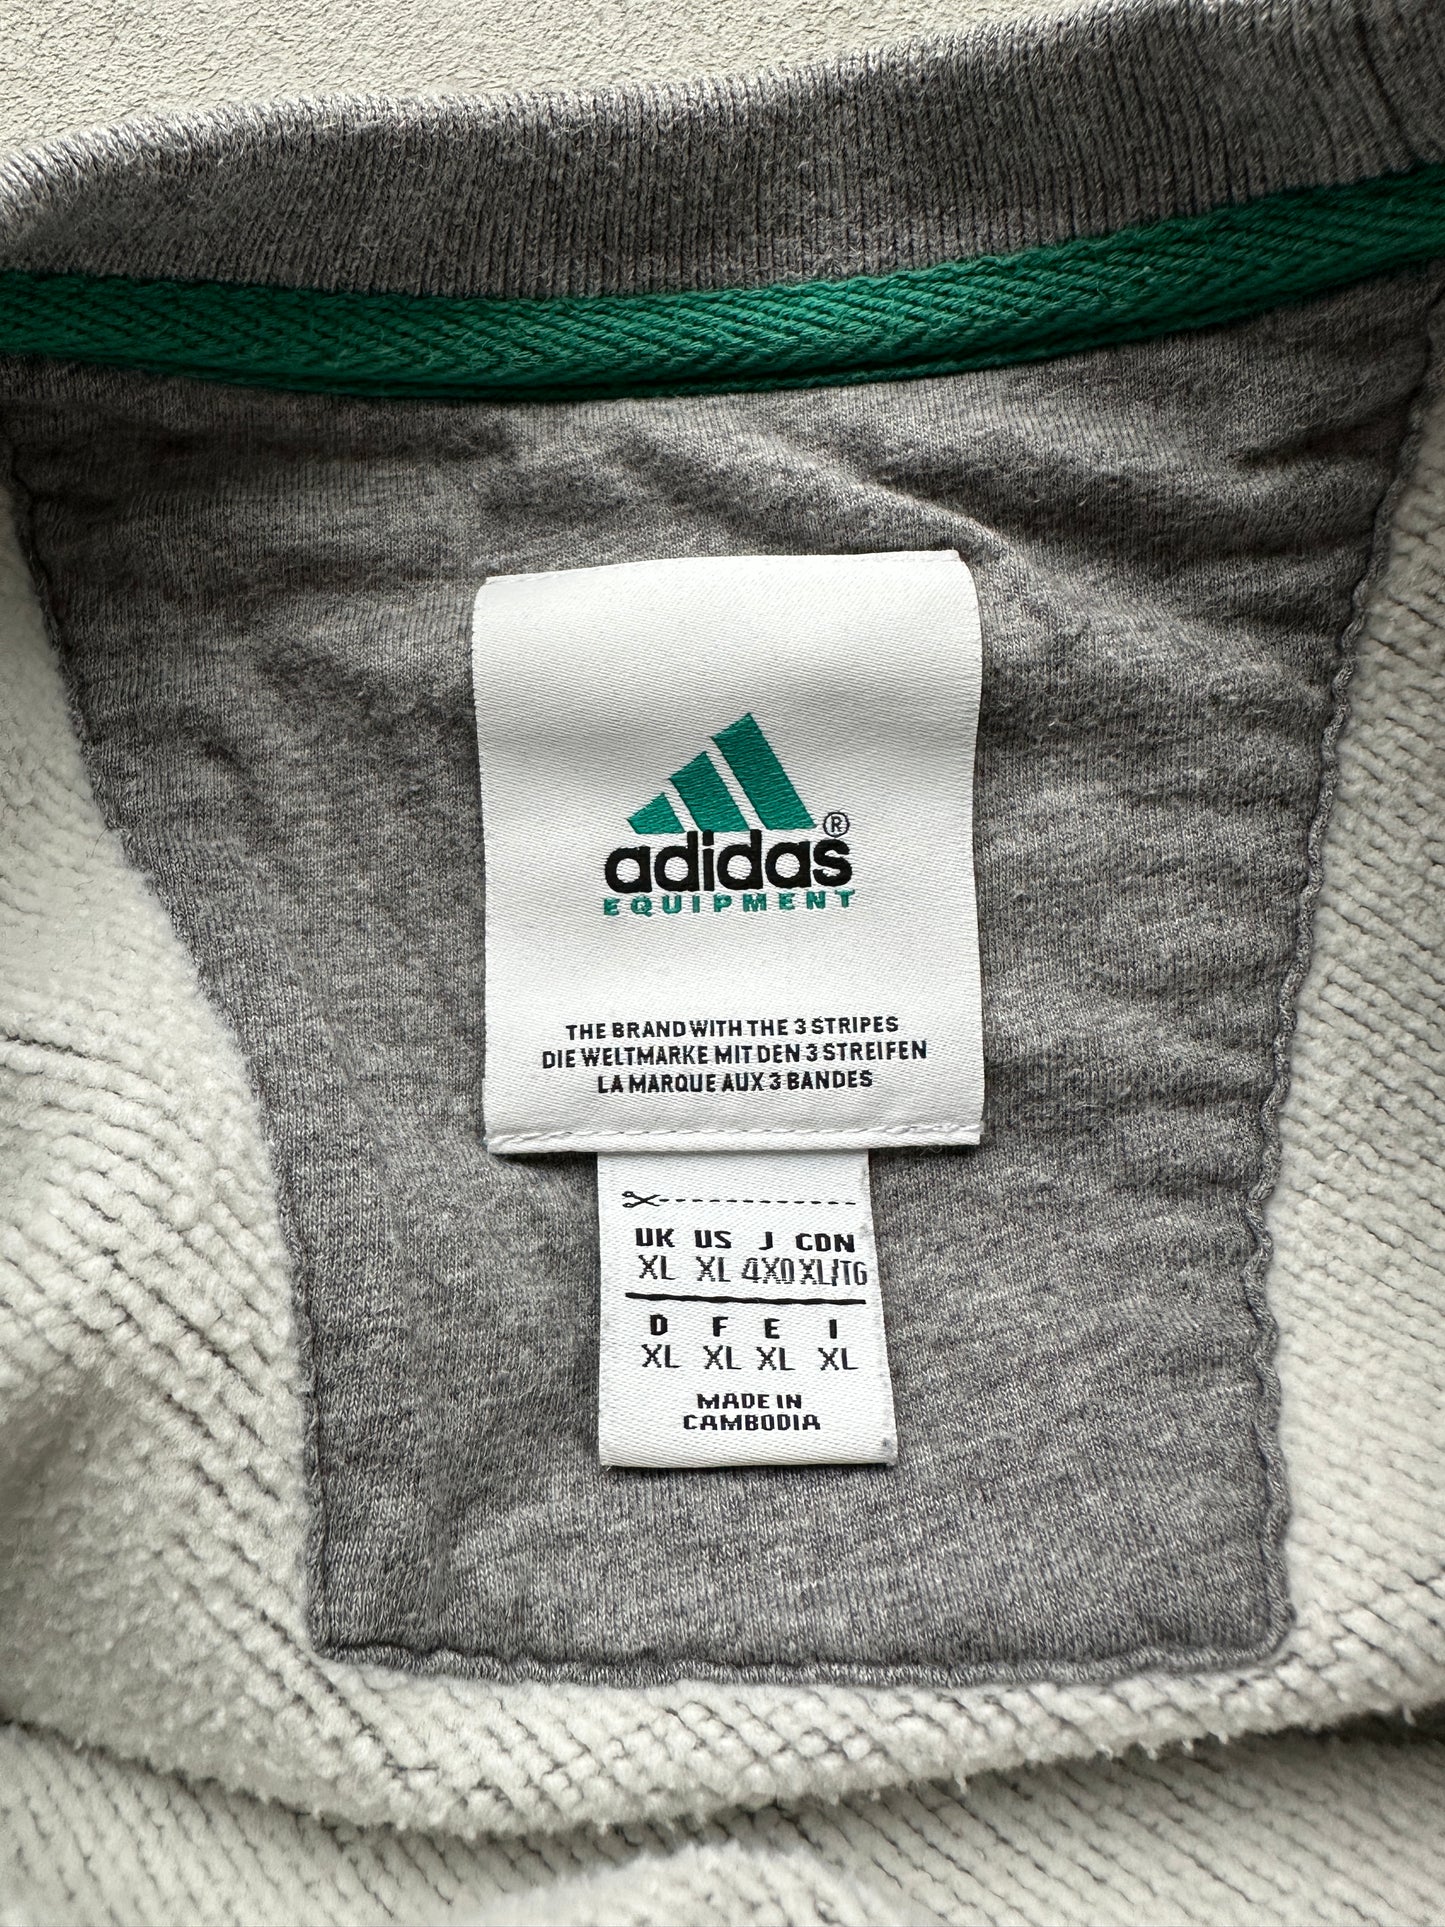 adidas®
EQUIPMENT
THE BRAND WITH THE 3 STRIPES
DIE WELTMARKE MIT DEN 3 STREIFEN
LA MARQUE AUX 3 BANDES
UK US J CDN
XL XL 4XO XL/TG
D F E I
XL XL XL XL
MADE IN
CAMBODIA